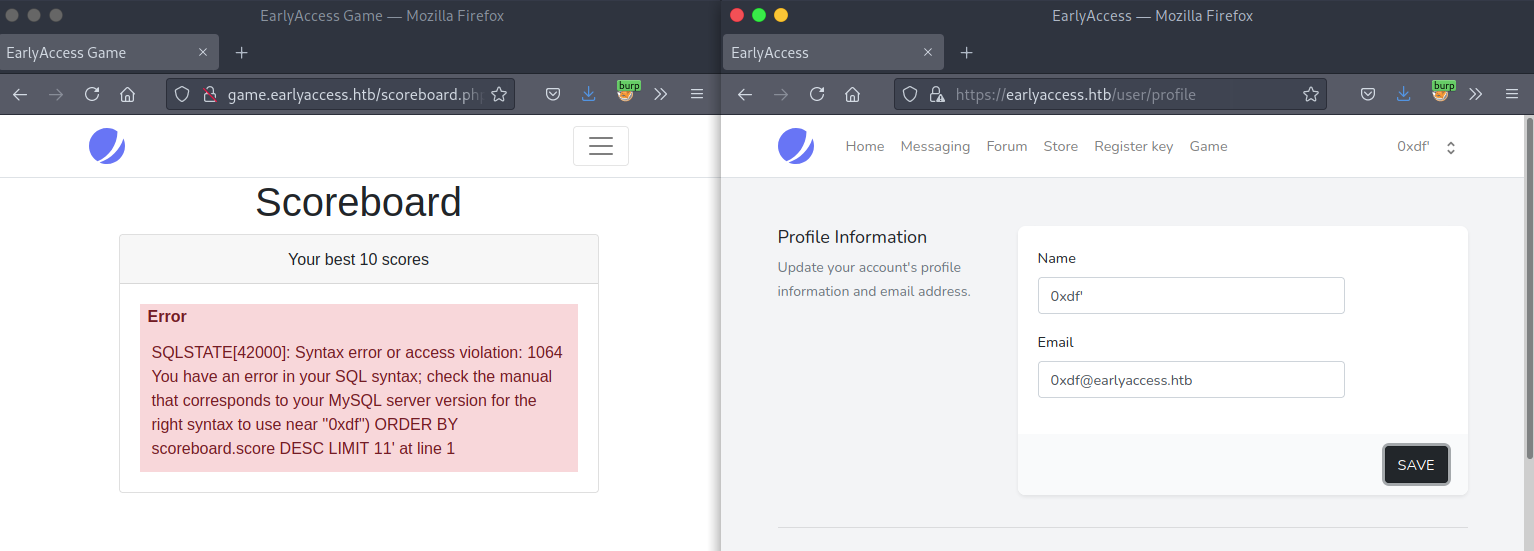 EarlyAccess Game — Mozilla Firefox
EarlyAccess Game
game.earlyaccess.htb/scoreboard.php
burp
Scoreboard
Your best 10 scores
Error
SQLSTATE[42000]: Syntax error or access violation: 1064
You have an error in your SQL syntax; check the manual
that corresponds to your MySQL server version for the
right syntax to use near ''0xdf'') ORDER BY
scoreboard.score DESC LIMIT 11' at line 1
EarlyAccess — Mozilla Firefox
EarlyAccess
https://earlyaccess.htb/user/profile
burp
Home Messaging Forum Store Register key Game 0xdf'
Profile Information
Update your account's profile
information and email address.
Name
0xdf'
Email
0xdf@earlyaccess.htb
SAVE